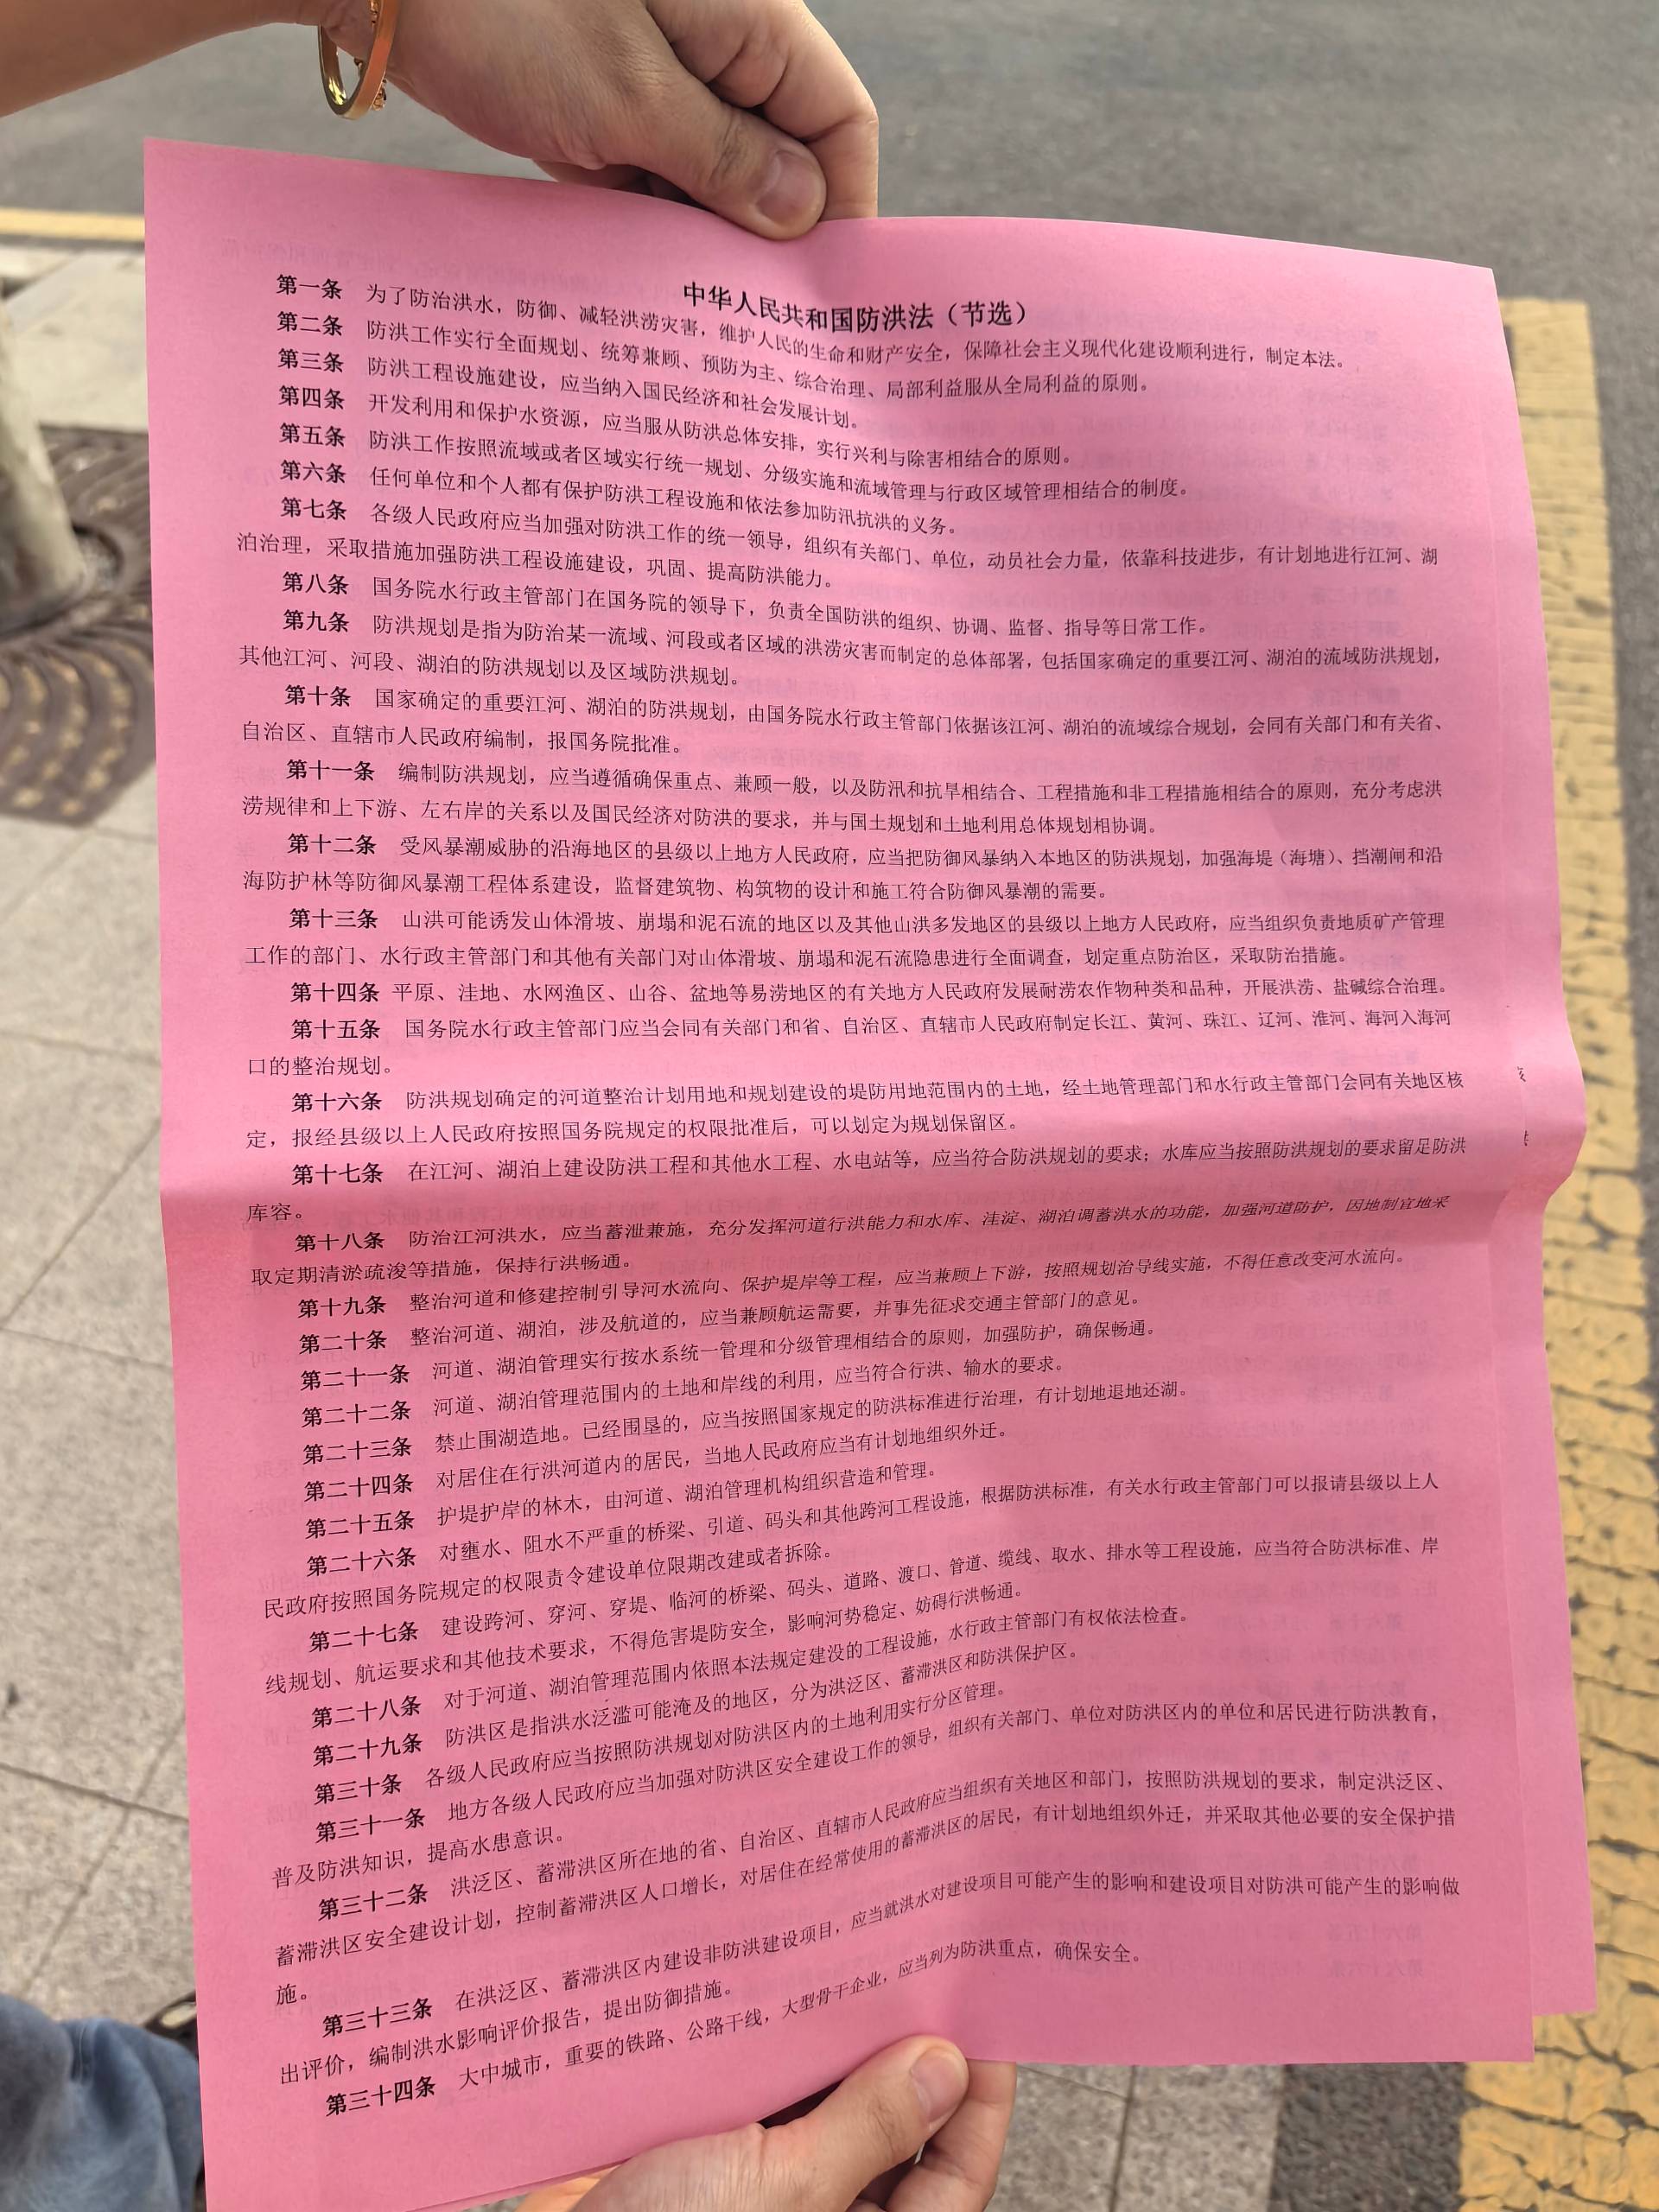 中华人民共和国防洪法（节选）
第一条 为了防治洪水，防御、减轻洪涝灾害，维护人民的生命和财产安全，保障社会主义现代化建设顺利进行，制定本法。
第二条 防洪工作实行全面规划、统筹兼顾、预防为主、综合治理、局部利益服从全局利益的原则。
第三条 防洪工程设施建设，应当纳入国民经济和社会发展计划。
第四条 开发利用和保护水资源，应当服从防洪总体安排，实行兴利与除害相结合的原则。
第五条 防洪工作按照流域或者区域实行统一规划、分级实施和流域管理与行政区域管理相结合的制度。
第六条 任何单位和个人都有保护防洪工程设施和依法参加防汛抗洪的义务。
第七条 各级人民政府应当加强对防洪工作的统一领导，组织有关部门、单位，动员社会力量，依靠科技进步，有计划地进行江河、湖
泊治理，采取措施加强防洪工程设施建设，巩固、提高防洪能力。
第八条 国务院水行政主管部门在国务院的领导下，负责全国防洪的组织、协调、监督、指导等日常工作。
第九条 防洪规划是指为防治某一流域、河段或者区域的洪涝灾害而制定的总体部署，包括国家确定的重要江河、湖泊的流域防洪规划，
其他江河、河段、湖泊的防洪规划以及区域防洪规划。
第十条 国家确定的重要江河、湖泊的防洪规划，由国务院水行政主管部门依据该江河、湖泊的流域综合规划，会同有关部门和有关省、
自治区、直辖市人民政府编制，报国务院批准。
第十一条 编制防洪规划，应当遵循确保重点、兼顾一般，以及防汛和抗旱相结合、工程措施和非工程措施相结合的原则，充分考虑洪
涝规律和上下游、左右岸的关系以及国民经济对防洪的要求，并与国土规划和土地利用总体规划相协调。
第十二条 受风暴潮威胁的沿海地区的县级以上地方人民政府，应当把防御风暴纳入本地区的防洪规划，加强海堤（海塘）、挡潮闸和沿
海防护林等防御风暴潮工程体系建设，监督建筑物、构筑物的设计和施工符合防御风暴潮的需要。
第十三条 山洪可能诱发山体滑坡、崩塌和泥石流的地区以及其他山洪多发地区的县级以上地方人民政府，应当组织负责地质矿产管理
工作的部门、水行政主管部门和其他有关部门对山体滑坡、崩塌和泥石流隐患进行全面调查，划定重点防治区，采取防治措施。
第十四条 平原、洼地、水网渔区、山谷、盆地等易涝地区的有关地方人民政府发展耐涝农作物种类和品种，开展洪涝、盐碱综合治理。
第十五条 国务院水行政主管部门应当会同有关部门和省、自治区、直辖市人民政府制定长江、黄河、珠江、辽河、淮河、海河入海河
口的整治规划。
第十六条 防洪规划确定的河道整治计划用地和规划建设的堤防用地范围内的土地，经土地管理部门和水行政主管部门会同有关地区核
定，报经县级以上人民政府按照国务院规定的权限批准后，可以划定为规划保留区。
第十七条 在江河、湖泊上建设防洪工程和其他水工程、水电站等，应当符合防洪规划的要求；水库应当按照防洪规划的要求留足防洪
库容。
第十八条 防治江河洪水，应当蓄泄兼施，充分发挥河道行洪能力和水库、洼淀、湖泊调蓄洪水的功能，加强河道防护，因地制宜地采
取定期清淤疏浚等措施，保持行洪畅通。
第十九条 整治河道和修建控制引导河水流向、保护堤岸等工程，应当兼顾上下游，按照规划治导线实施，不得任意改变河水流向。
第二十条 整治河道、湖泊，涉及航道的，应当兼顾航运需要，并事先征求交通主管部门的意见。
第二十一条 河道、湖泊管理实行按水系统一管理和分级管理相结合的原则，加强防护，确保畅通。
第二十二条 河道、湖泊管理范围内的土地和岸线的利用，应当符合行洪、输水的要求。
第二十三条 禁止围湖造地。已经围垦的，应当按照国家规定的防洪标准进行治理，有计划地退地还湖。
第二十四条 对居住在行洪河道内的居民，当地人民政府应当有计划地组织外迁。
第二十五条 护堤护岸的林木，由河道、湖泊管理机构组织营造和管理。
第二十六条 对壅水、阻水不严重的桥梁、引道、码头和其他跨河工程设施，根据防洪标准，有关水行政主管部门可以报请县级以上人
民政府按照国务院规定的权限责令建设单位限期改建或者拆除。
第二十七条 建设跨河、穿河、穿堤、临河的桥梁、码头、道路、渡口、管道、缆线、取水、排水等工程设施，应当符合防洪标准、岸
线规划、航运要求和其他技术要求，不得危害堤防安全，影响河势稳定、妨碍行洪畅通。
第二十八条 对于河道、湖泊管理范围内依照本法规定建没的工程设施，水行政主管部门有权依法检查。
第二十九条 防洪区是指洪水泛滥可能淹及的地区，分为洪泛区、蓄滞洪区和防洪保护区。
第三十条 各级人民政府应当按照防洪规划对防洪区内的土地利用实行分区管理。
第三十一条 地方各级人民政府应当加强对防洪区安全建设工作的领导，组织有关部门、单位对防洪区内的单位和居民进行防洪教育，
普及防洪知识，提高水患意识。
第三十二条 洪泛区、蓄滞洪区所在地的省、自治区、直辖市人民政府应当组织有关地区和部门，按照防洪规划的要求，制定洪泛区、
蓄滞洪区安全建设计划，控制蓄滞洪区人口增长，对居住在经常使用的蓄滞洪区的居民，有计划地组织外迁，并采取其他必要的安全保护措
施。
第三十三条 在洪泛区、蓄滞洪区内建设非防洪建设项目，应当就洪水对建设项目可能产生的影响和建设项目对防洪可能产生的影响做
出评价，编制洪水影响评价报告，提出防御措施。
第三十四条 大中城市，重要的铁路、公路干线，大型骨干企业，应当列为防洪重点，确保安全。